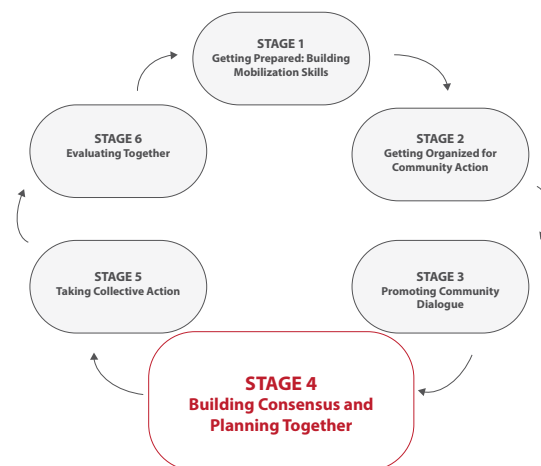 STAGE 1
Getting Prepared: Building
Mobilization Skills
STAGE 2
Getting Organized for
Community Action
STAGE 3
Promoting Community
Dialogue
STAGE 4
Building Consensus and
Planning Together
STAGE 5
Taking Collective Action
STAGE 6
Evaluating Together